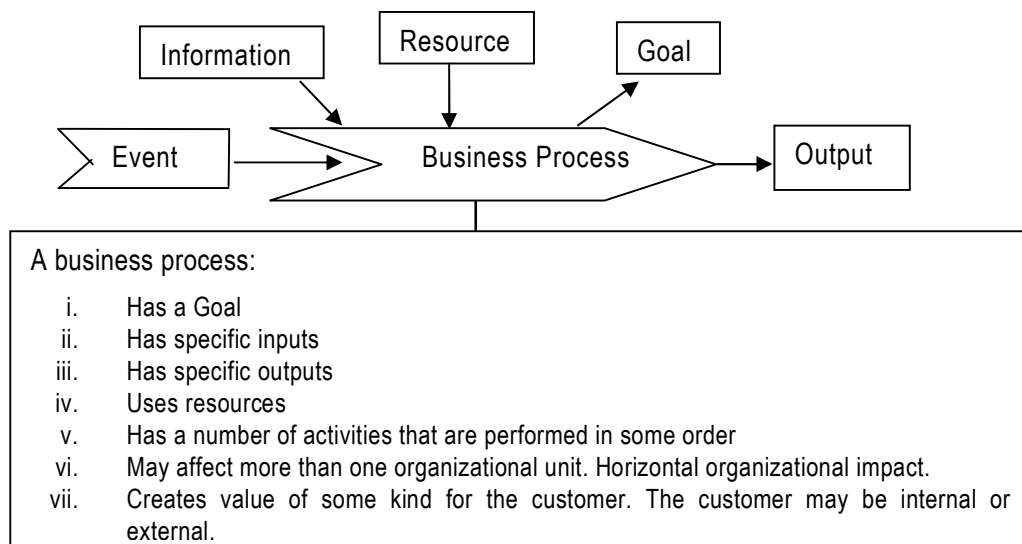 Information
Resource
Goal
Event
Business Process
Output
A business process:
i. Has a Goal
ii. Has specific inputs
iii. Has specific outputs
iv. Uses resources
v. Has a number of activities that are performed in some order
vi. May affect more than one organizational unit. Horizontal organizational impact.
vii. Creates value of some kind for the customer. The customer may be internal or
external.